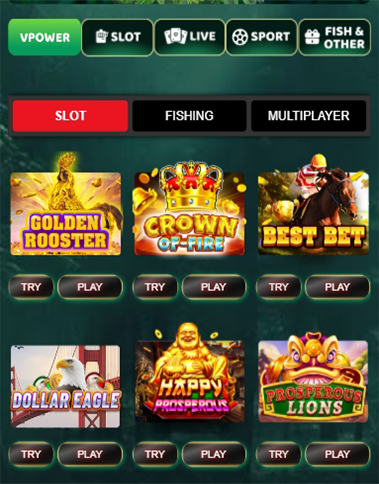 VPOWER
SLOT
LIVE
SPORT
FISH &
OTHER
SLOT
FISHING
MULTIPLAYER
GOLDEN
ROOSTER
CROWN
OF-FIRE
BEST BET
TRY
PLAY
TRY
PLAY
TRY
PLAY
DOLLAR EAGLE
HAPPY
PROSPEROUS
PROSPEROUS
LIONS
TRY
PLAY
TRY
PLAY
TRY
PLAY